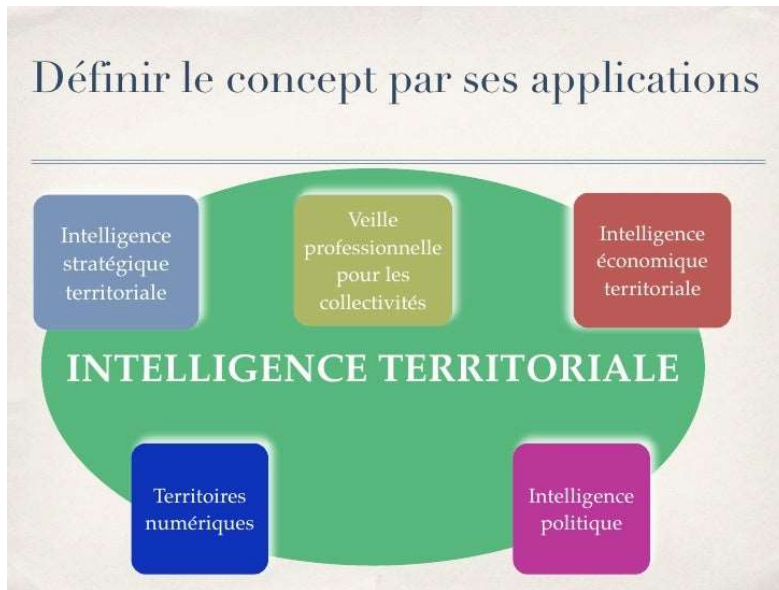 Définir le concept par ses applications
Intelligence
stratégique
territoriale
Veille
professionnelle
pour les
collectivités
Intelligence
économique
territoriale
INTELLIGENCE TERRITORIALE
Territoires
numériques
Intelligence
politique